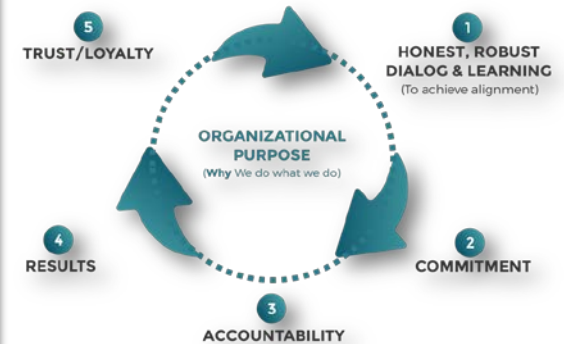 5
TRUST/LOYALTY
1
HONEST, ROBUST
DIALOG & LEARNING
(To achieve alignment)
ORGANIZATIONAL
PURPOSE
(Why We do what we do)
4
RESULTS
2
COMMITMENT
3
ACCOUNTABILITY